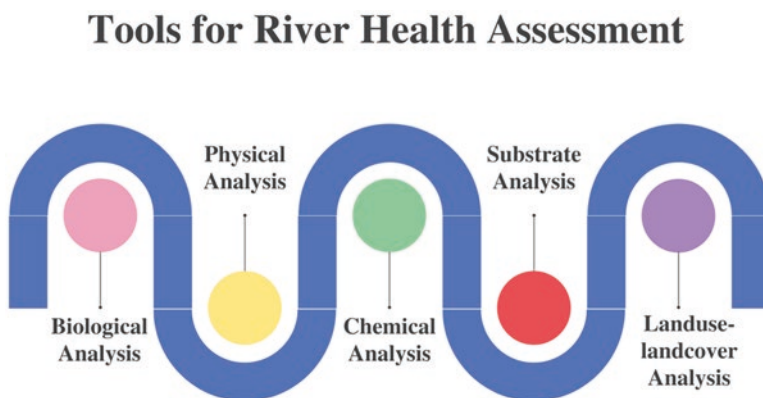 Tools for River Health Assessment
Physical
Analysis
Substrate
Analysis
Biological
Analysis
Chemical
Analysis
Landuse-
landcover
Analysis